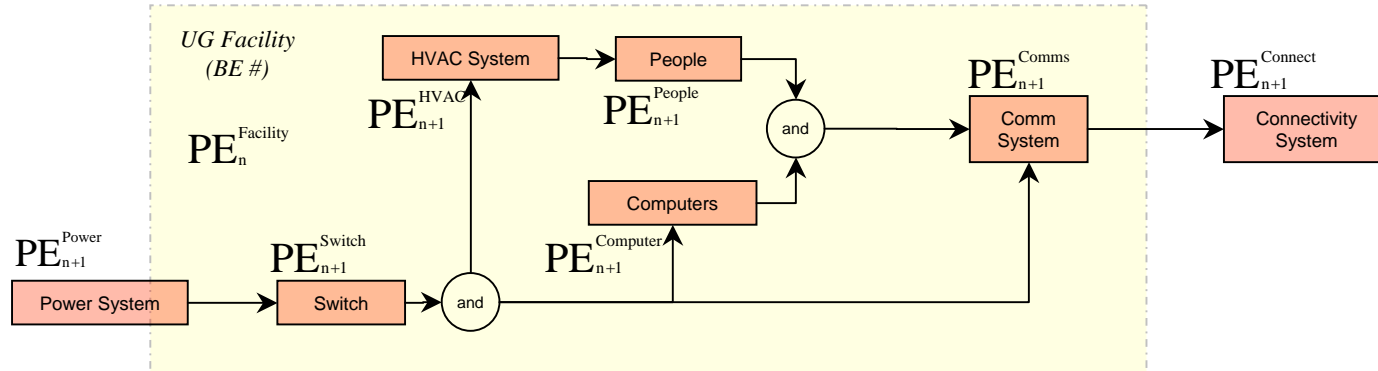 UG Facility
(BE #)
HVAC System
People
PE n+1 Comms
PE n+1 Connect
PE n+1 HVAC
PE n+1 People
PE n Facility
and
Comm
System
Connectivity
System
Computers
PE n+1 Power
PE n+1 Switch
PE n+1 Computer
Power System
Switch
and